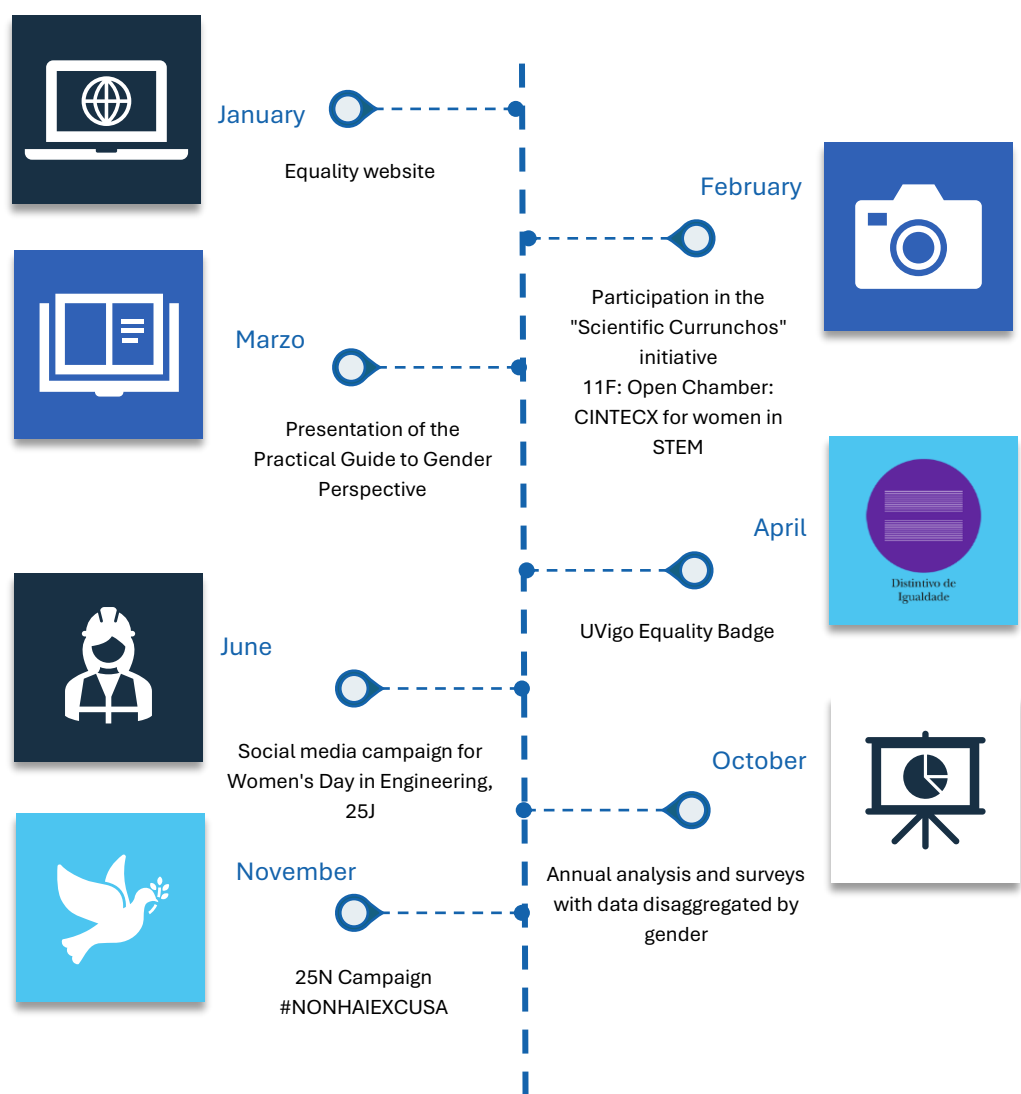 January
Equality website
February
Participation in the
"Scientific Currunchos"
initiative
11F: Open Chamber:
CINTECX for women in
STEM
Marzo
Presentation of the
Practical Guide to Gender
Perspective
April
Distintivo de
Igualdade
UVigo Equality Badge
June
Social media campaign for
Women's Day in Engineering,
25J
October
Annual analysis and surveys
with data disaggregated by
gender
November
25N Campaign
#NONHAIEXCUSA